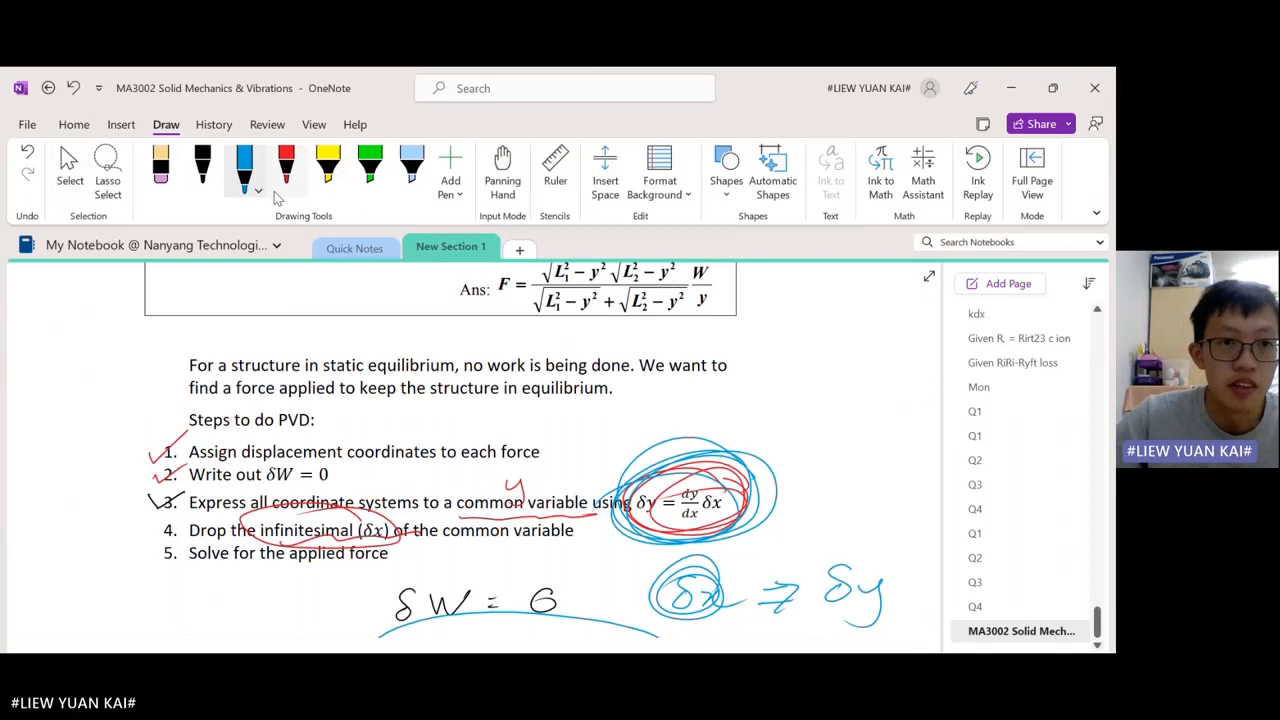 MA3002 Solid Mechanics & Vibrations - OneNote
Search
#LIEW YUAN KAI#
File Home Insert Draw History Review View Help
Share
Undo
Select
Lasso Select
Add Pen
Panning Hand
Ruler
Insert Space
Format Background
Shapes
Automatic Shapes
Ink to Text
Ink to Math
Math Assistant
Ink Replay
Full Page View
Selection
Drawing Tools
Input Mode
Stencils
Edit
Shapes
Text
Math
Replay
Mode
My Notebook @ Nanyang Technologi...
Quick Notes
New Section 1
Search Notebooks
Ans: F = √L₁² − y² √L₂² − y² / √L₁² − y² + √L₂² − y² W/y
For a structure in static equilibrium, no work is being done. We want to
find a force applied to keep the structure in equilibrium.
Steps to do PVD:
1. Assign displacement coordinates to each force
2. Write out δW = 0
y
3. Express all coordinate systems to a common variable using δy = dy/dx δx
4. Drop the infinitesimal (δx) of the common variable
5. Solve for the applied force
δW = 0
δx ⇒ δy
Add Page
kdx
Given R, = Rirt23 c ion
Given RiRi-Ryft loss
Mon
Q1
Q1
Q2
Q3
Q4
Q1
Q2
Q3
Q4
MA3002 Solid Mech...
#LIEW YUAN KAI#
#LIEW YUAN KAI#